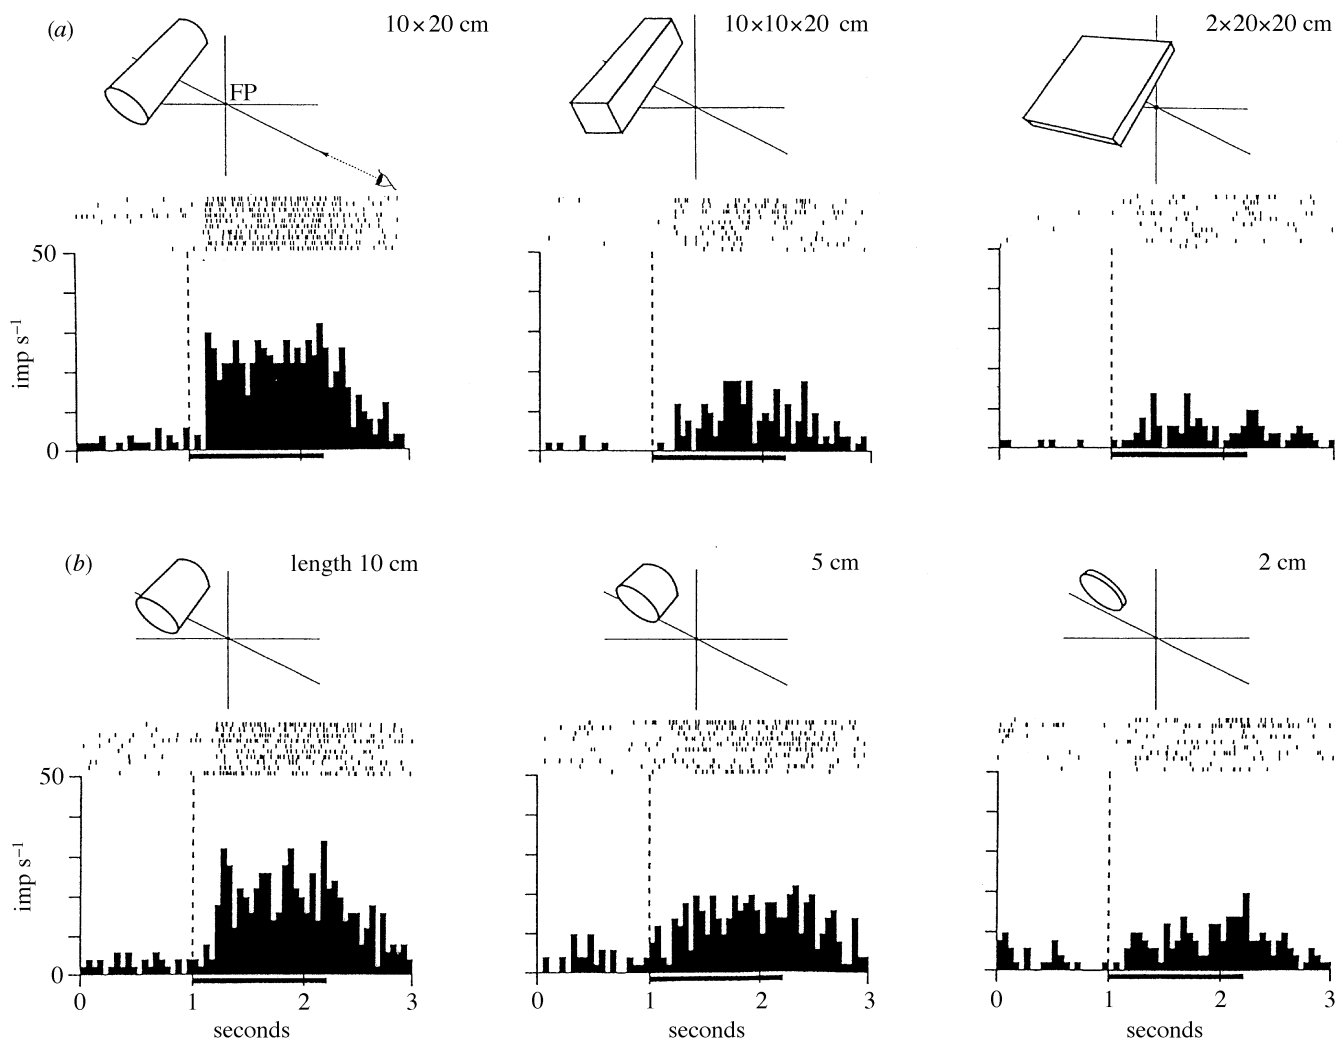 (a)
10×20 cm
10×10×20 cm
2×20×20 cm
FP
50
imp s⁻¹
0
(b)
length 10 cm
5 cm
2 cm
50
imp s⁻¹
0
0 1 2 3
0 1 2 3
0 1 2 3
seconds
seconds
seconds